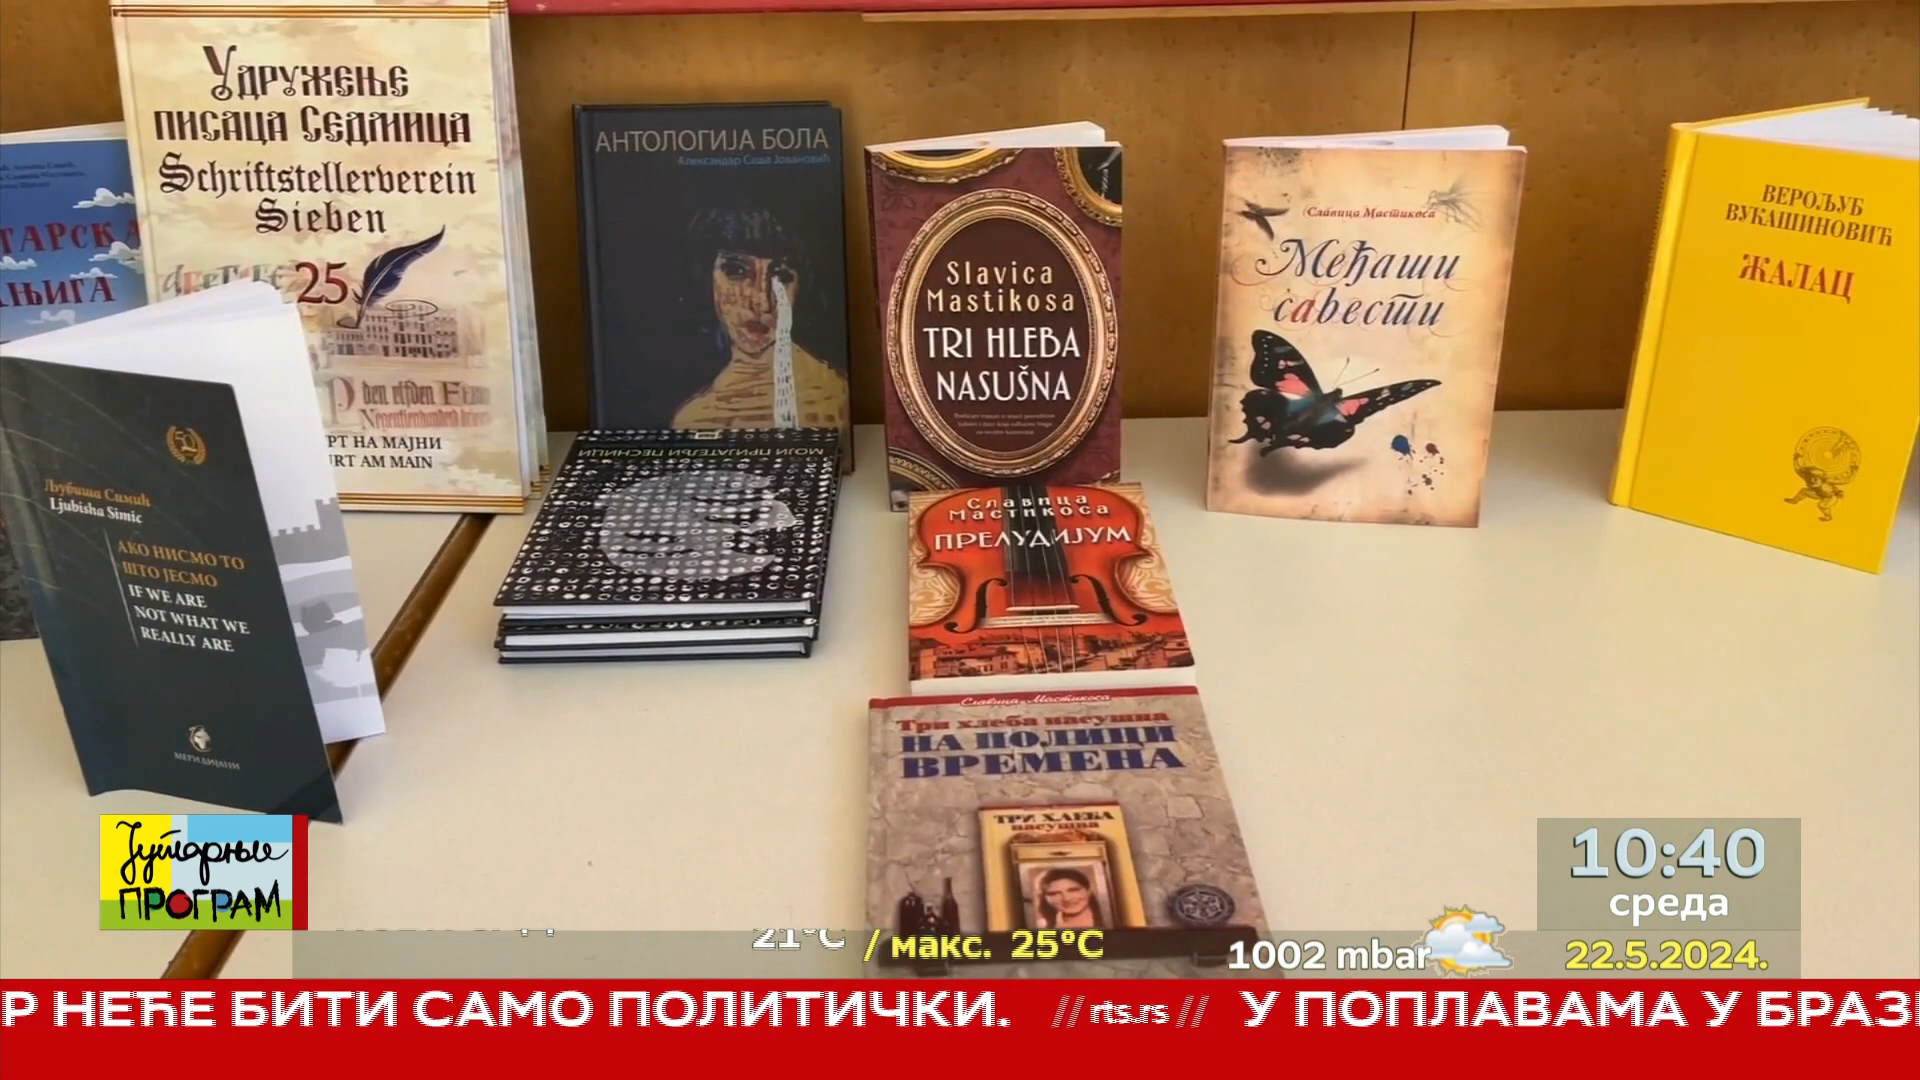 Удружење
писаца Седмица
Schriftstellerverein
Sieben
25
den elften
РТ НА МАЈНИ
URT AM MAIN
ТАРСКА
ЊИГА
50
Љубиша Симић
Ljubisha Simic
АКО НИСМО ТО
ШТО ЈЕСМО
IF WE ARE
NOT WHAT WE
REALLY ARE
МЕРИДИЈАНИ
АНТОЛОГИЈА БОЛА
Александар Саша Јовановић
МОЈИ ПРИЈАТЕЉИ ПЕСНИЦИ
Slavica
Mastikosa
TRI HLEBA
NASUŠNA
Славица
Мастикоса
ПРЕЛУДИЈУМ
Славица Мастикоса
Три хлеба насушна
НА ПОЛИЦИ
ВРЕМЕНА
ТРИ ХЛЕБА
насушна
Славица Мастикоса
Међаши
савести
ВЕРОЉУБ
ВУКАШИНОВИЋ
ЖАЛАЦ
Јутарњи
ПРОГРАМ
10:40
среда
22.5.2024.
21°C / макс. 25°C
1002 mbar
Р НЕЋЕ БИТИ САМО ПОЛИТИЧКИ. // rts.rs // У ПОПЛАВАМА У БРАЗИ